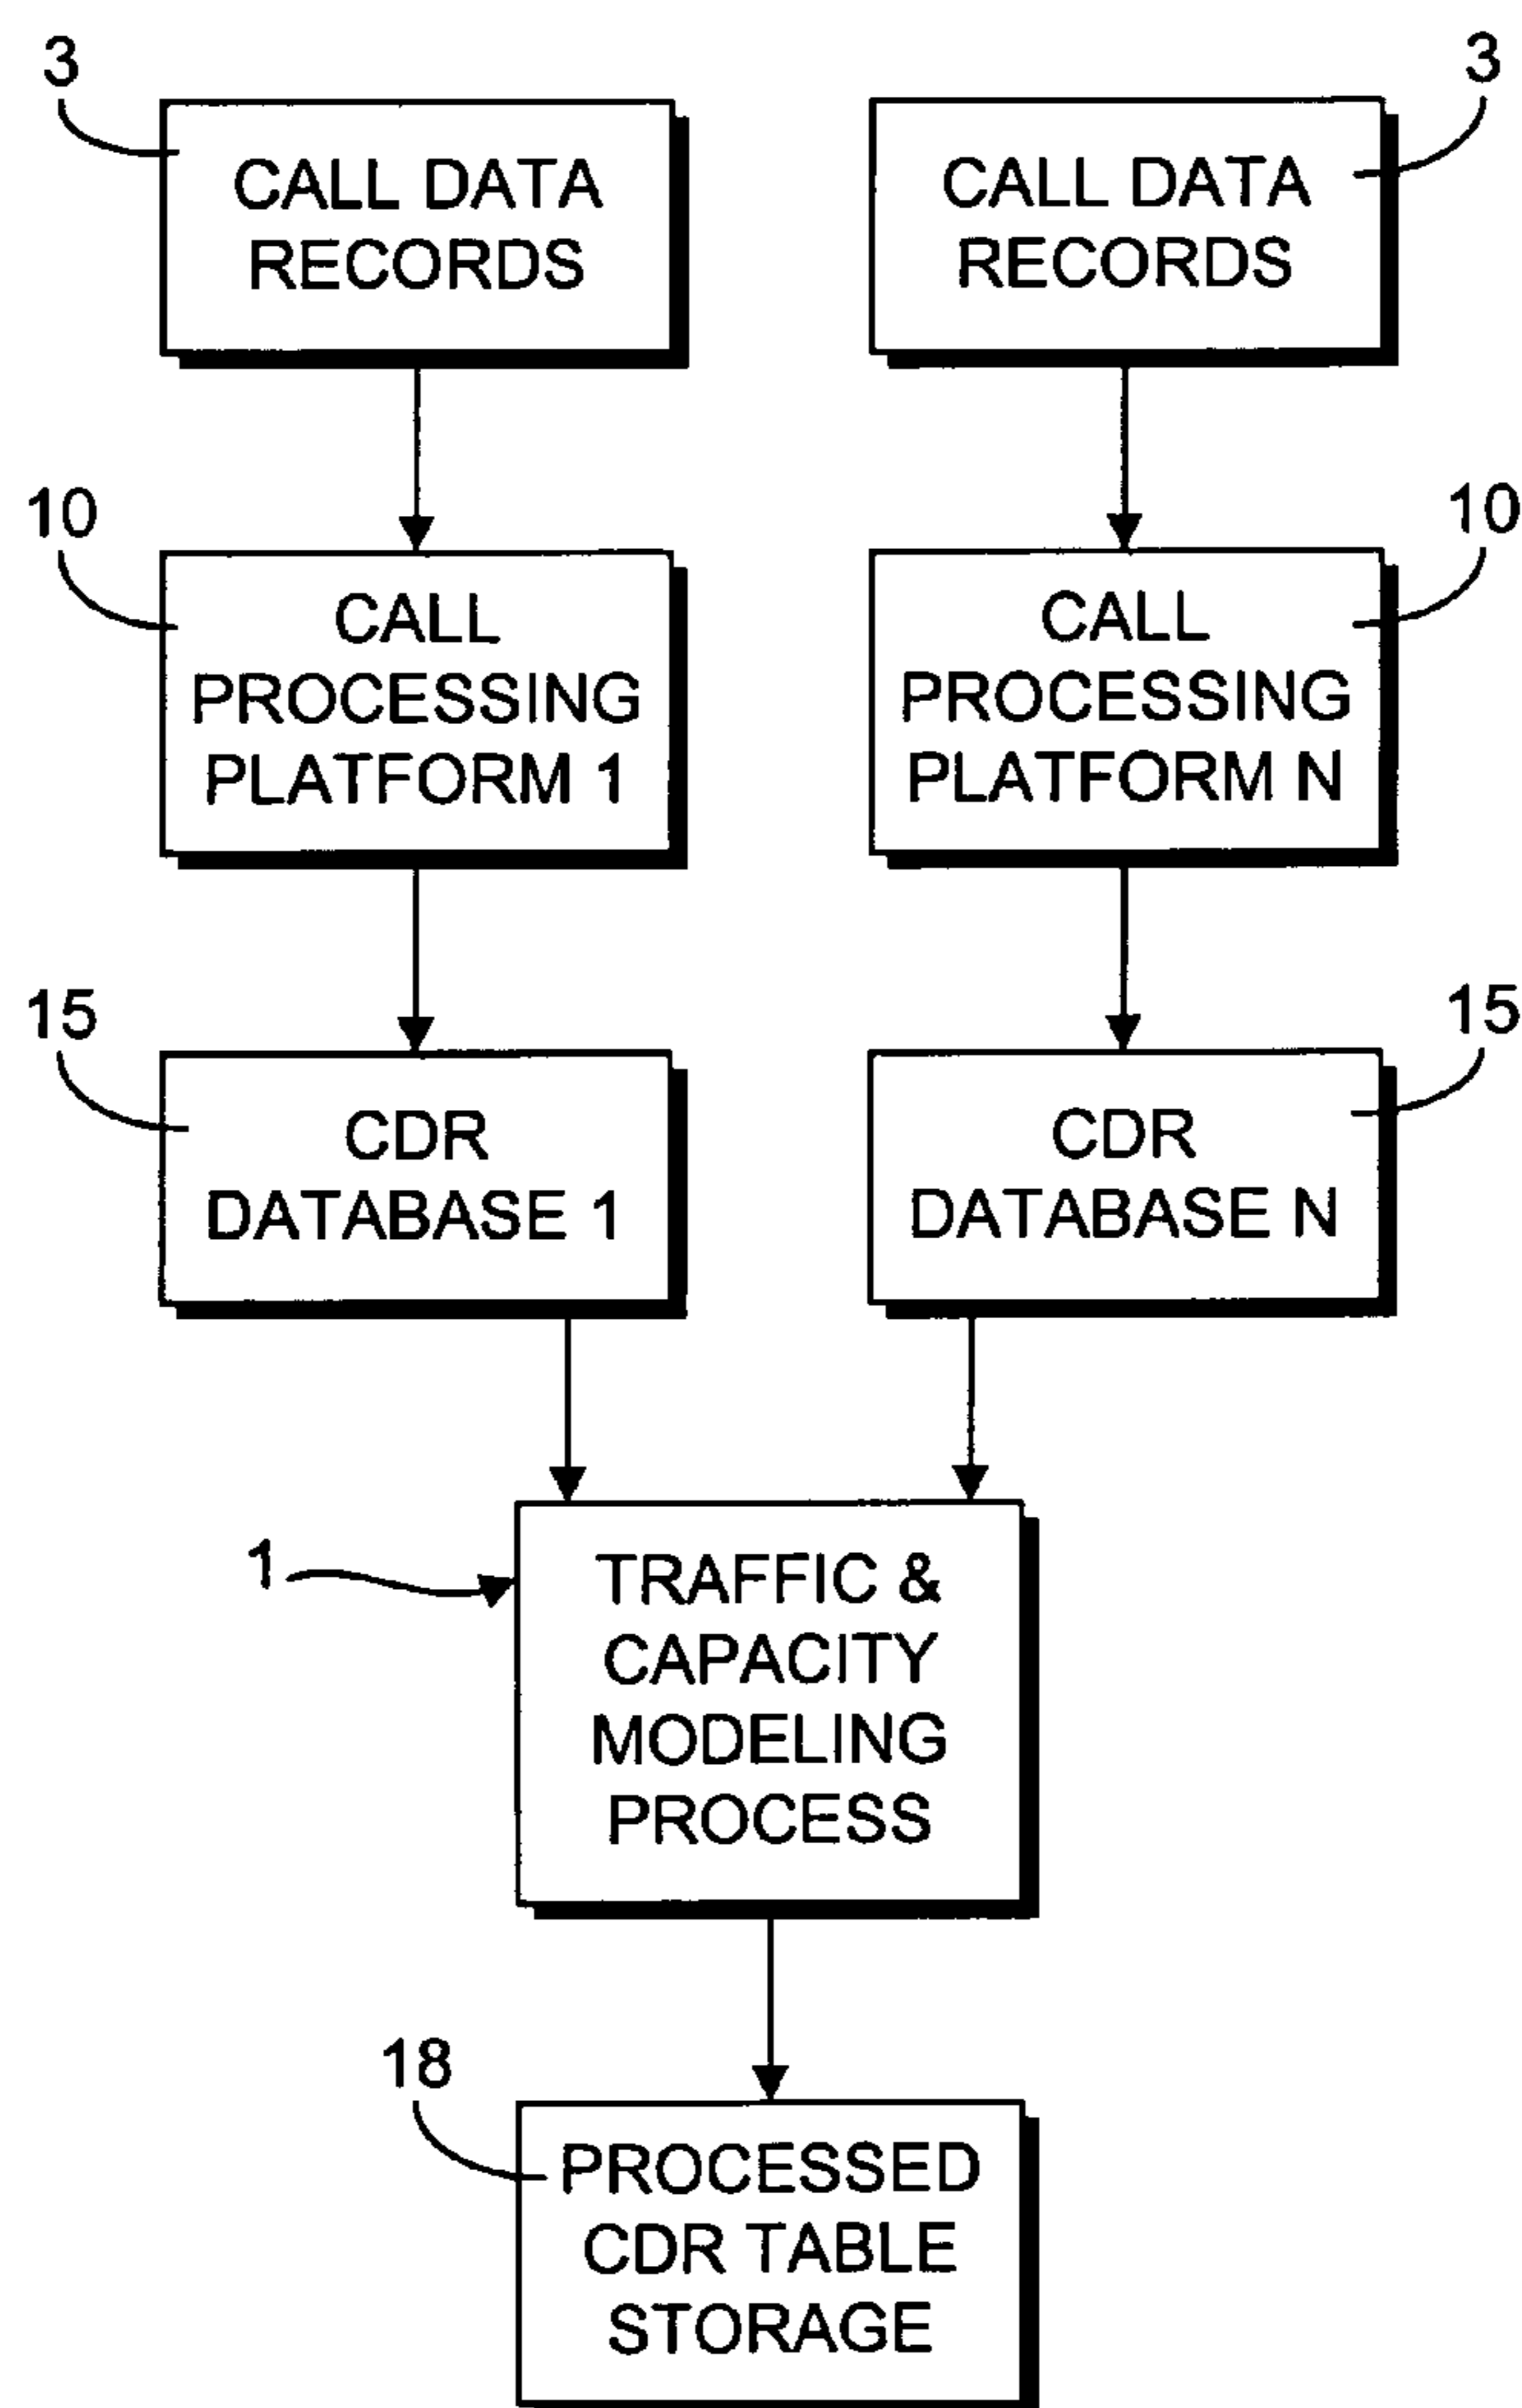 3
3
CALL DATA
RECORDS
CALL DATA
RECORDS
10
10
CALL
PROCESSING
PLATFORM 1
CALL
PROCESSING
PLATFORM N
15
15
CDR
DATABASE 1
CDR
DATABASE N
1
TRAFFIC &
CAPACITY
MODELING
PROCESS
18
PROCESSED
CDR TABLE
STORAGE